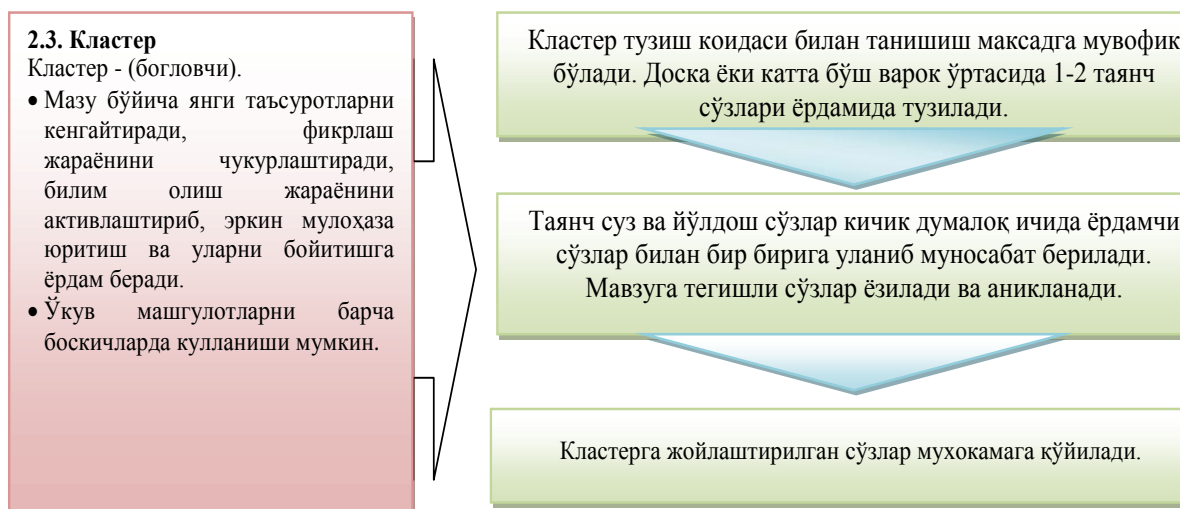 2.3. Кластер
Кластер - (богловчи).
• Мазу бўйича янги таъсуротларни
кенгайтиради, фикрлаш
жараёнини чукурлаштиради,
билим олиш жараёнини
активлаштириб, эркин мулоҳаза
юритиш ва уларни бойитишга
ёрдам беради.
• Ўкув машгулотларни барча
боскичларда кулланиши мумкин.
Кластер тузиш коидаси билан танишиш максадга мувофик
бўлади. Доска ёки катта бўш варок ўртасида 1-2 таянч
сўзлари ёрдамида тузилади.
Таянч суз ва йўлдош сўзлар кичик думалоқ ичида ёрдамчи
сўзлар билан бир бирига уланиб муносабат берилади.
Мавзуга тегишли сўзлар ёзилади ва аникланади.
Кластерга жойлаштирилган сўзлар мухокамага қўйилади.